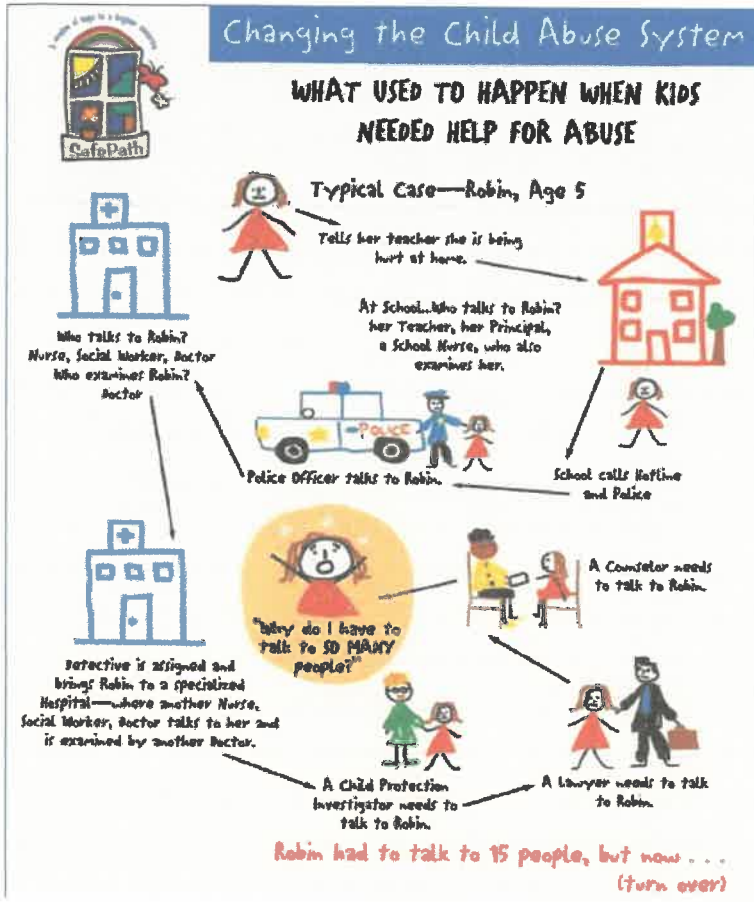 A matter of hope to a brighter
SafePath
Changing the Child Abuse System
WHAT USED TO HAPPEN WHEN KIDS
NEEDED HELP FOR ABUSE
Typical Case—Robin, Age 5
Tells her teacher she is being
hurt at home.
At School...Who talks to Robin?
her Teacher, her Principal,
a School Nurse, who also
examines her.
School calls Hotline
and Police
POLICE
Police Officer talks to Robin.
Who talks to Robin?
Nurse, Social Worker, Doctor
Who examines Robin?
Doctor
Detective is assigned and
brings Robin to a specialized
Hospital—where another Nurse,
Social Worker, Doctor talks to her and
is examined by another Doctor.
A Child Protection
Investigator needs to
talk to Robin.
A Lawyer needs to talk
to Robin.
A Counselor needs
to talk to Robin.
"Why do I have to
talk to SO MANY
people?"
Robin had to talk to 15 people, but now . . .
(turn over)